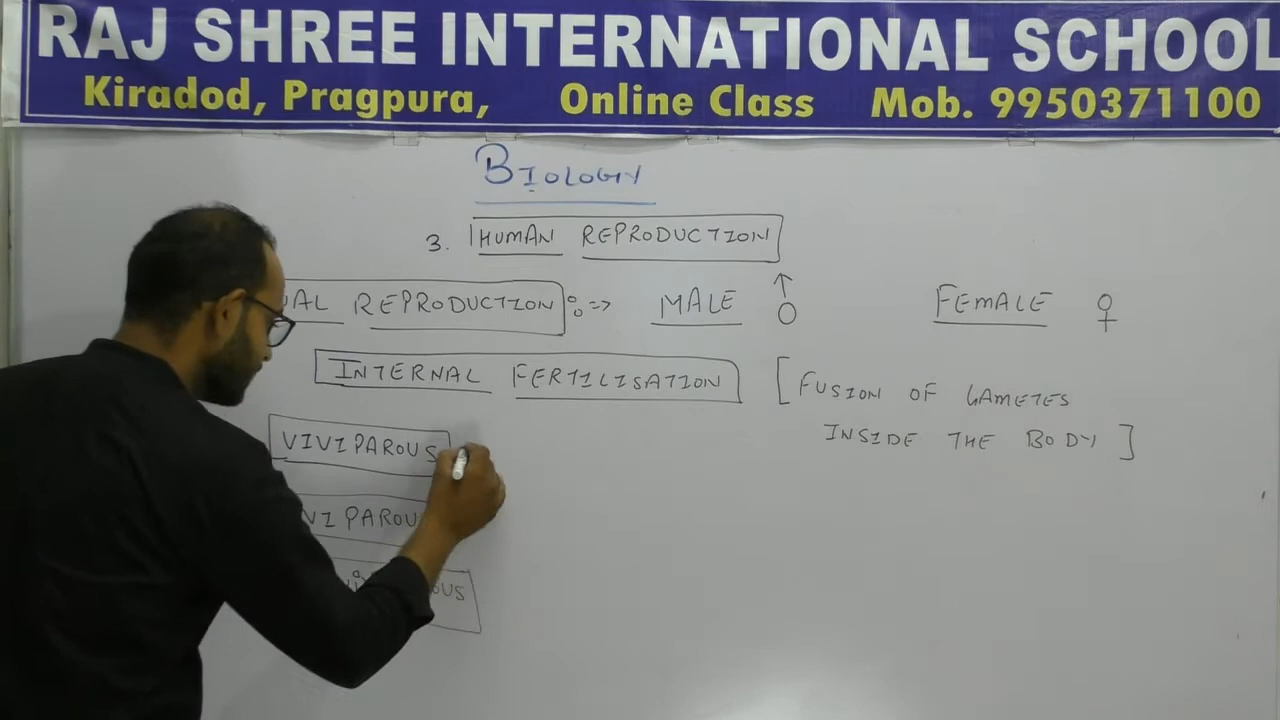 RAJ SHREE INTERNATIONAL SCHOOL
Kiradod, Pragpura, Online Class Mob. 9950371100
BIOLOGY
3. HUMAN REPRODUCTION
REPRODUCTION :=> MALE ♂ FEMALE ♀
INTERNAL FERTILISATION [FUSION OF GAMETES
INSIDE THE BODY]
VIVIPAROUS